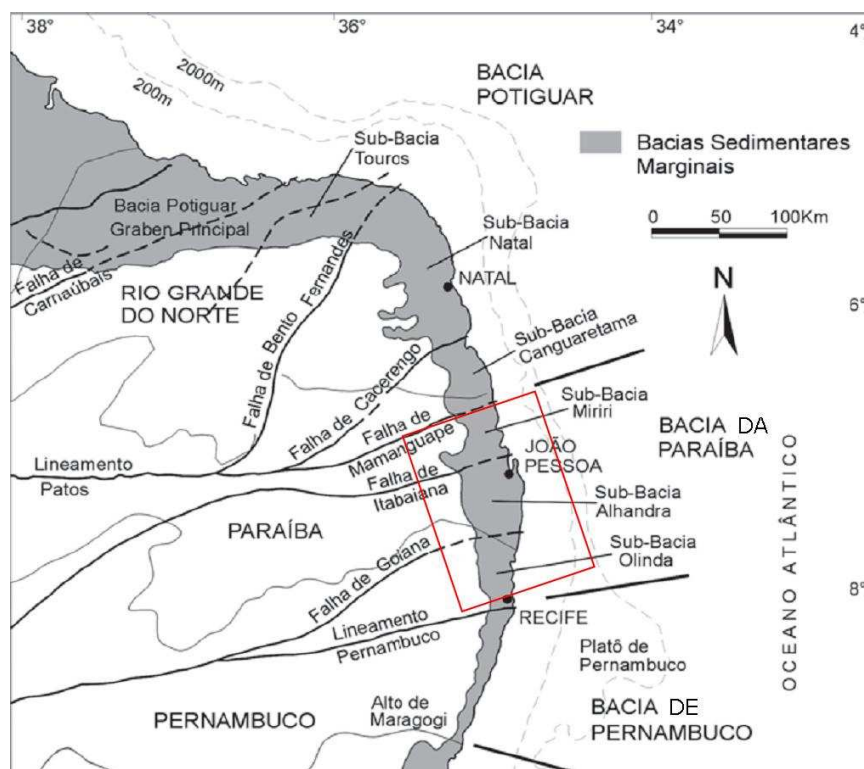 38°
36°
34°
4°
2000m
200m
BACIA
POTIGUAR
Sub-Bacia
Touros
Bacias Sedimentares
Marginais
Bacia Potiguar
Graben Principal
0 50 100Km
Sub-Bacia
Natal
N
Falha de
Carnaúbais
NATAL
RIO GRANDE
DO NORTE
6°
Falha de Bento Fernandes
Sub-Bacia
Canguaretama
Falha de Cacerengo
Sub-Bacia
Miriri
Falha de
Mamanguape
BACIA DA
PARAÍBA
JOÃO
PESSOA
Lineamento
Patos
Falha de
Itabaiana
Sub-Bacia
Alhandra
PARAÍBA
Sub-Bacia
Olinda
OCEANO ATLÂNTICO
Falha de Goiana
8°
RECIFE
Lineamento
Pernambuco
Platô de
Pernambuco
Alto de
Maragogi
PERNAMBUCO
BACIA DE
PERNAMBUCO